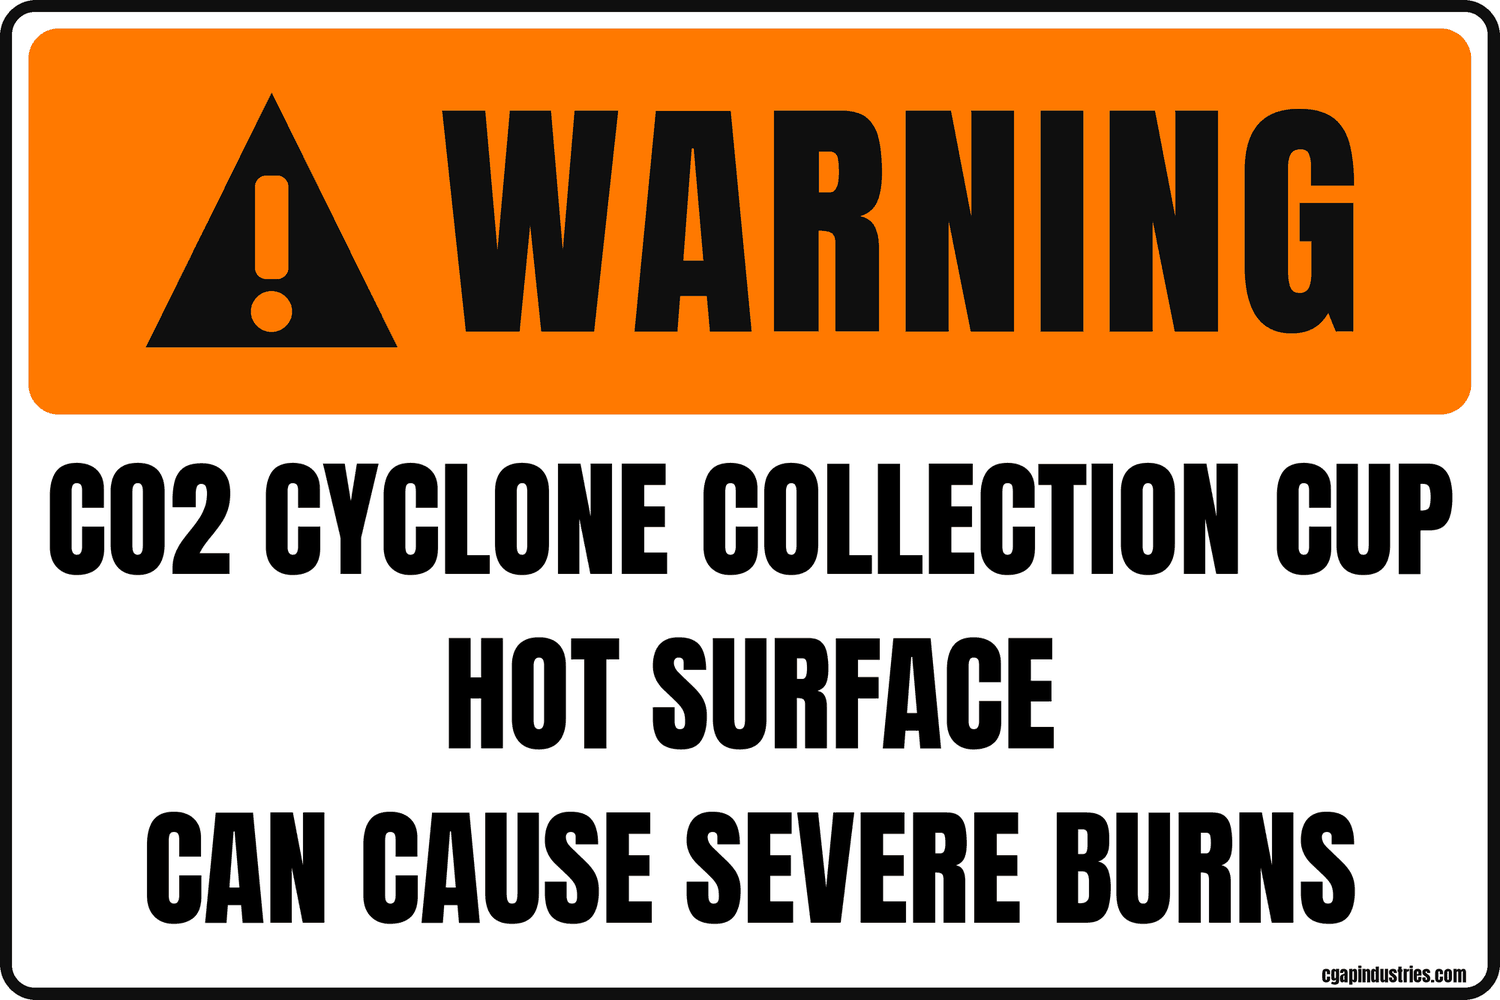 WARNING
CO2 CYCLONE COLLECTION CUP
HOT SURFACE
CAN CAUSE SEVERE BURNS
cgapindustries.com